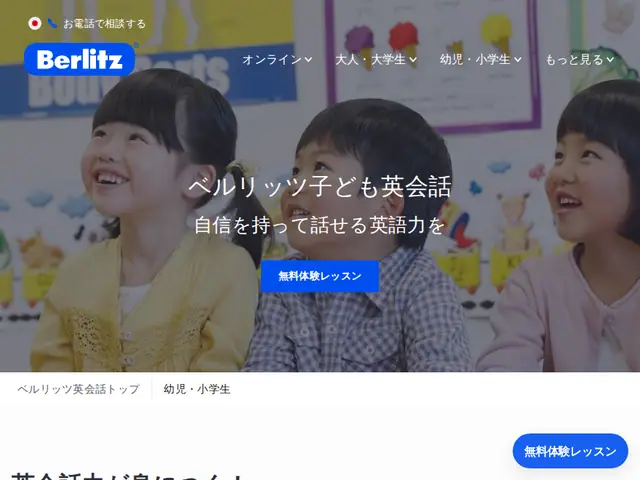 お電話で相談する
Berlitz®
オンライン
大人・大学生
幼児・小学生
もっと見る
ベルリッツ子ども英会話
自信を持って話せる英語力を
無料体験レッスン
ベルリッツ英会話トップ
幼児・小学生
無料体験レッスン